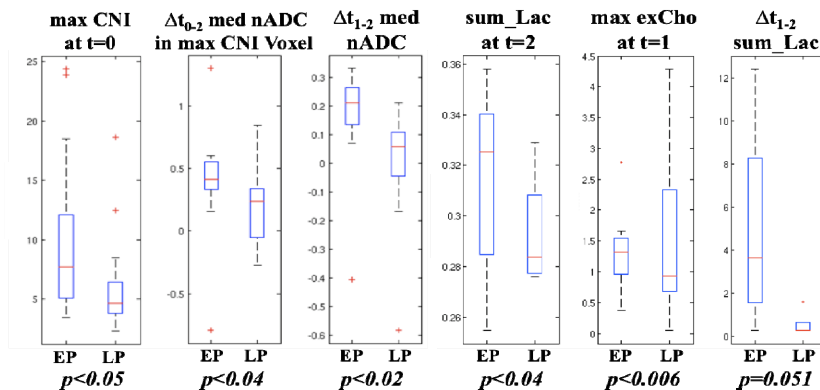 max CNI
at t=0
Δt₀₋₂ med nADC
in max CNI Voxel
Δt₁₋₂ med
nADC
sum_Lac
at t=2
max exCho
at t=1
Δt₁₋₂
sum_Lac
25
20
15
10
5
1
0.5
0
-0.5
0.3
0.2
0.1
0
-0.1
-0.2
-0.3
-0.4
-0.5
-0.6
0.36
0.34
0.32
0.3
0.28
0.26
4.5
4
3.5
3
2.5
2
1.5
1
0.5
0
12
10
8
6
4
2
0
EP LP
EP LP
EP LP
EP LP
EP LP
EP LP
p<0.05
p<0.04
p<0.02
p<0.04
p<0.006
p=0.051